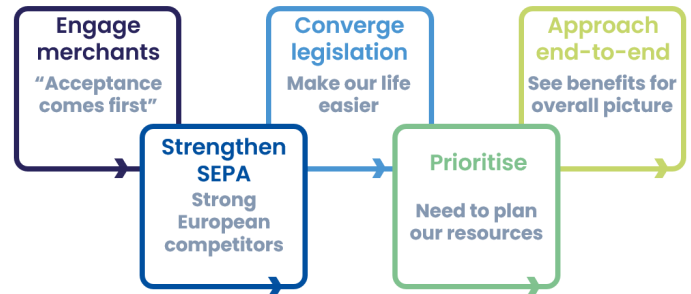 Engage
merchants
“Acceptance
comes first”
Strengthen
SEPA
Strong
European
competitors
Converge
legislation
Make our life
easier
Prioritise
Need to plan
our resources
Approach
end-to-end
See benefits for
overall picture